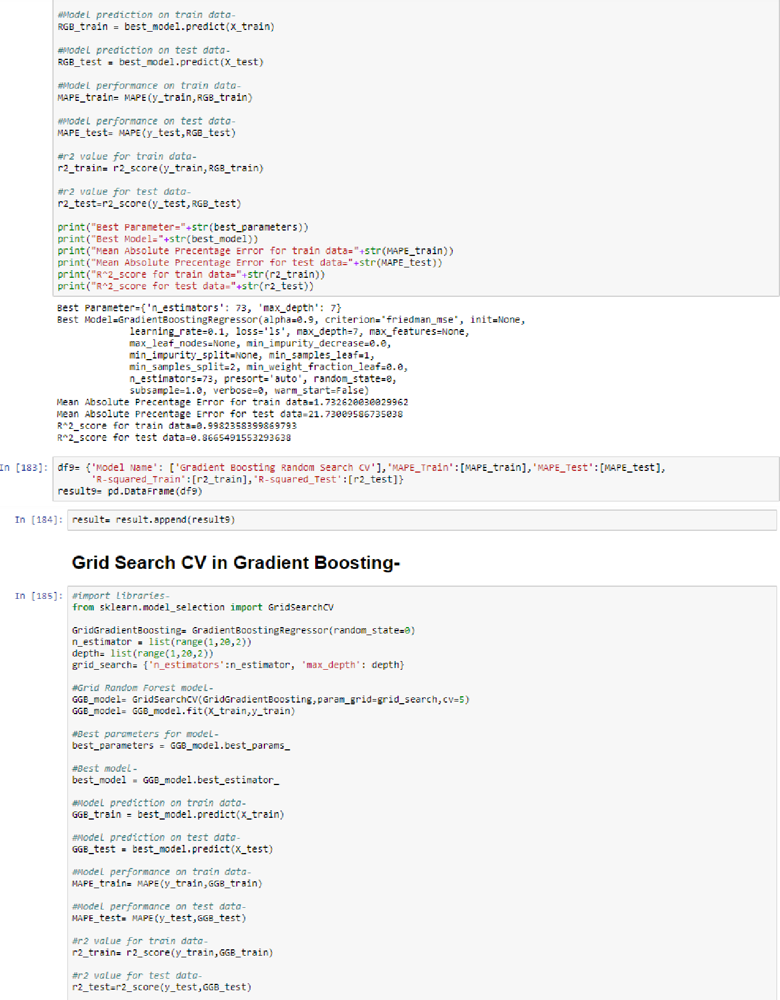 #Model prediction on train data-
RGB_train = best_model.predict(X_train)
#Model prediction on test data-
RGB_test = best_model.predict(X_test)
#Model performance on train data-
MAPE_train= MAPE(y_train,RGB_train)
#Model performance on test data-
MAPE_test= MAPE(y_test,RGB_test)
#r2 value for train data-
r2_train= r2_score(y_train,RGB_train)
#r2 value for test data-
r2_test=r2_score(y_test,RGB_test)
print("Best Parameter="+str(best_parameters))
print("Best Model="+str(best_model))
print("Mean Absolute Precentage Error for train data="+str(MAPE_train))
print("Mean Absolute Precentage Error for test data="+str(MAPE_test))
print("R^2_score for train data="+str(r2_train))
print("R^2_score for test data="+str(r2_test))
Best Parameter={'n_estimators': 73, 'max_depth': 7}
Best Model=GradientBoostingRegressor(alpha=0.9, criterion='friedman_mse', init=None,
learning_rate=0.1, loss='ls', max_depth=7, max_features=None,
max_leaf_nodes=None, min_impurity_decrease=0.0,
min_impurity_split=None, min_samples_leaf=1,
min_samples_split=2, min_weight_fraction_leaf=0.0,
n_estimators=73, presort='auto', random_state=0,
subsample=1.0, verbose=0, warm_start=False)
Mean Absolute Precentage Error for train data=1.732620030029962
Mean Absolute Precentage Error for test data=21.73009586735038
R^2_score for train data=0.9982358399869793
R^2_score for test data=0.8665491553293638
In [183]: df9= {'Model Name': ['Gradient Boosting Random Search CV'],'MAPE_Train':[MAPE_train],'MAPE_Test':[MAPE_test],
'R-squared_Train':[r2_train],'R-squared_Test':[r2_test]}
result9= pd.DataFrame(df9)
In [184]: result= result.append(result9)
Grid Search CV in Gradient Boosting-
In [185]: #import libraries-
from sklearn.model_selection import GridSearchCV
GridGradientBoosting= GradientBoostingRegressor(random_state=0)
n_estimator = list(range(1,20,2))
depth= list(range(1,20,2))
grid_search= {'n_estimators':n_estimator, 'max_depth': depth}
#Grid Random Forest model-
GGB_model= GridSearchCV(GridGradientBoosting,param_grid=grid_search,cv=5)
GGB_model= GGB_model.fit(X_train,y_train)
#Best parameters for model-
best_parameters = GGB_model.best_params_
#Best model-
best_model = GGB_model.best_estimator_
#Model prediction on train data-
GGB_train = best_model.predict(X_train)
#Model prediction on test data-
GGB_test = best_model.predict(X_test)
#Model performance on train data-
MAPE_train= MAPE(y_train,GGB_train)
#Model performance on test data-
MAPE_test= MAPE(y_test,GGB_test)
#r2 value for train data-
r2_train= r2_score(y_train,GGB_train)
#r2 value for test data-
r2_test=r2_score(y_test,GGB_test)